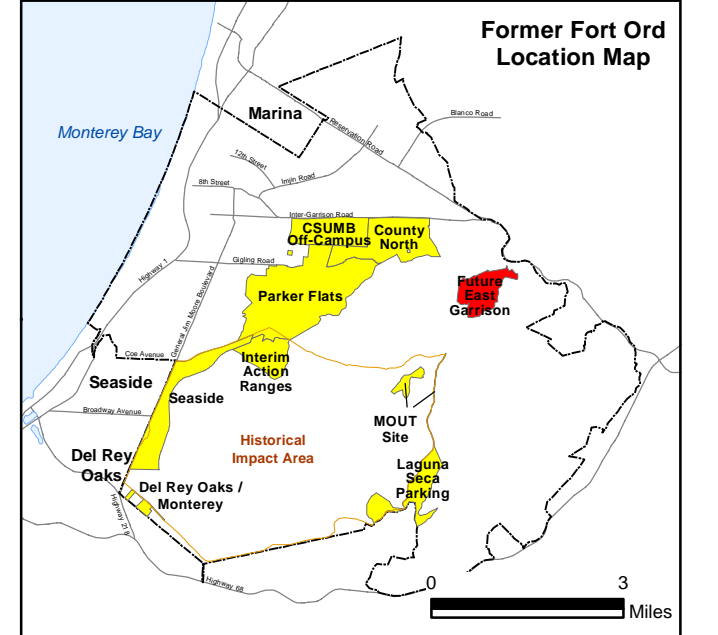 Former Fort Ord
Location Map
Marina
Blanco Road
Reservation Road
Monterey Bay
12th Street
Imjin Road
8th Street
Inter-Garrison Road
CSUMB
Off-Campus
County
North
Gigling Road
Highway 1
General Jim Moore Boulevard
Parker Flats
Future
East
Garrison
Coe Avenue
Interim
Action
Ranges
Seaside
Seaside
Broadway Avenue
MOUT
Site
Historical
Impact Area
Del Rey
Oaks
Laguna
Seca
Parking
Del Rey Oaks /
Monterey
Highway 218
Highway 68
0 3
Miles